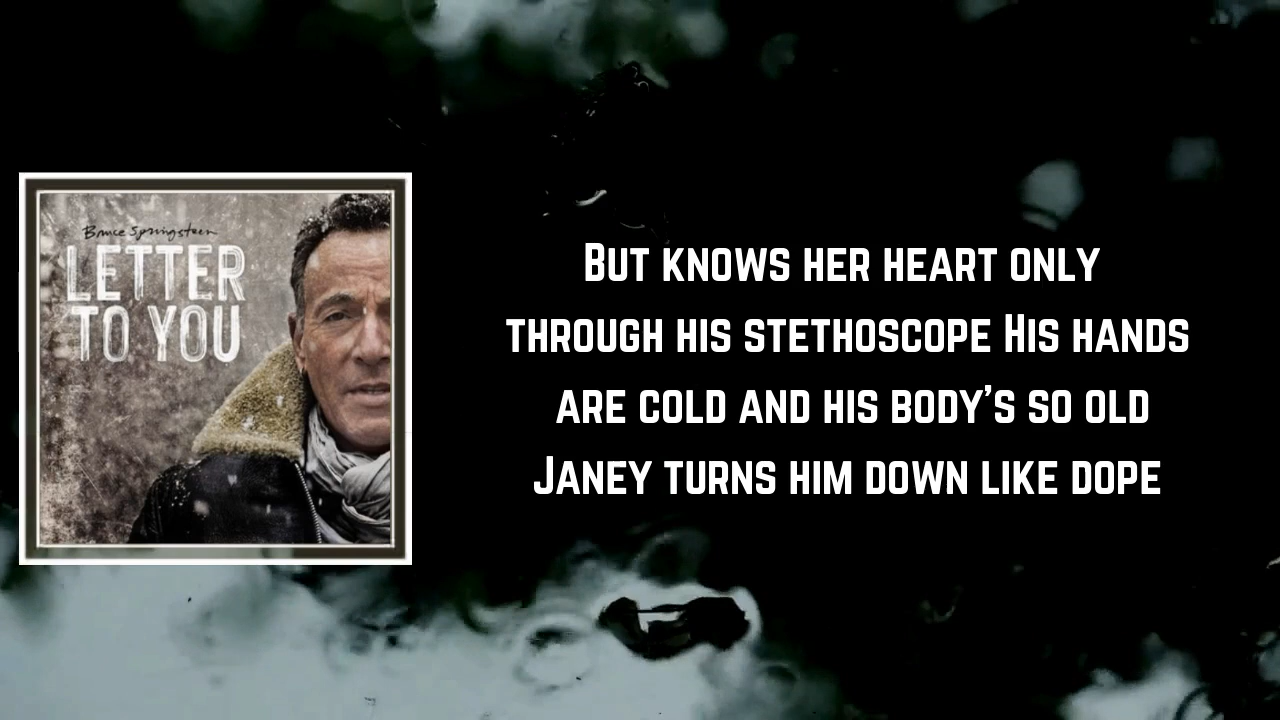 Bruce Springsteen
LETTER
TO YOU
But knows her heart only
through his stethoscope His hands
are cold and his body's so old
Janey turns him down like dope